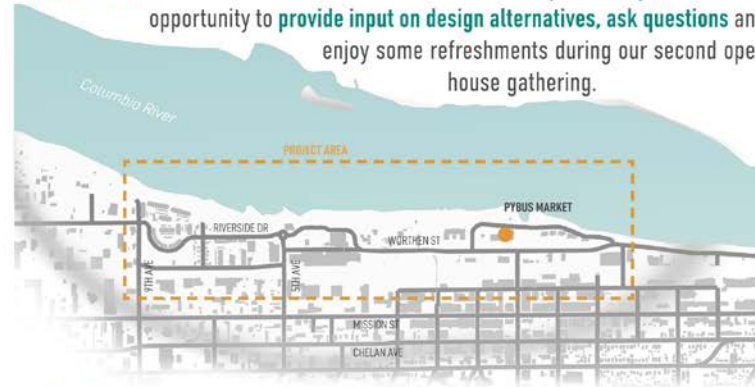 opportunity to provide input on design alternatives, ask questions an
enjoy some refreshments during our second ope
house gathering.
Columbia River
PROJECT AREA
PYBUS MARKET
RIVERSIDE DR
WORTHEN ST
9TH AVE
5TH AVE
MISSION ST
CHELAN AVE